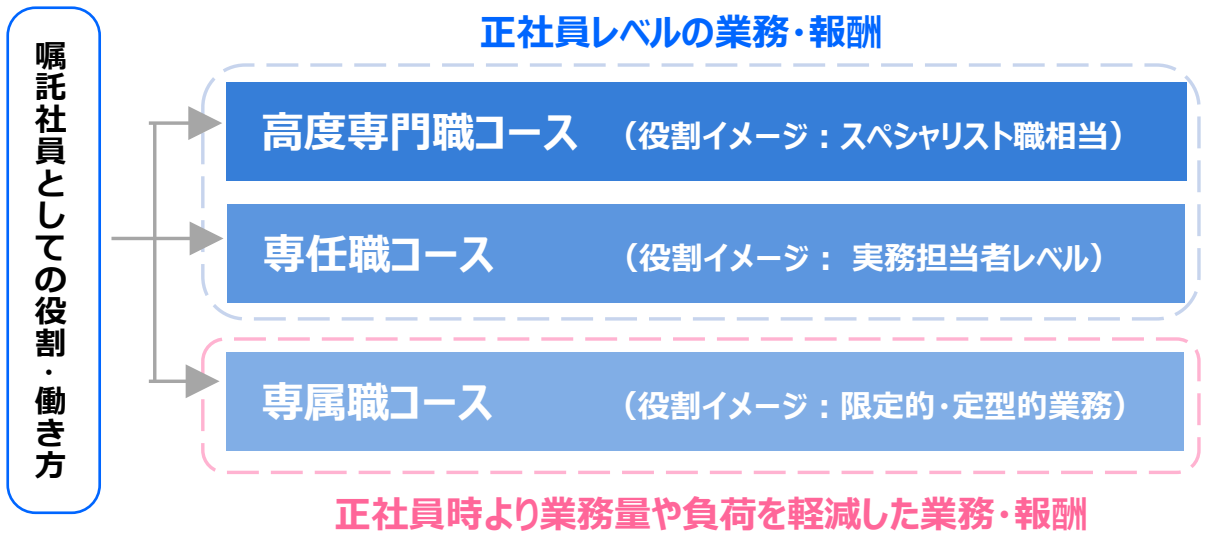 嘱託社員としての役割・働き方
正社員レベルの業務・報酬
高度専門職コース （役割イメージ：スペシャリスト職相当）
専任職コース （役割イメージ： 実務担当者レベル）
専属職コース （役割イメージ：限定的・定型的業務）
正社員時より業務量や負荷を軽減した業務・報酬